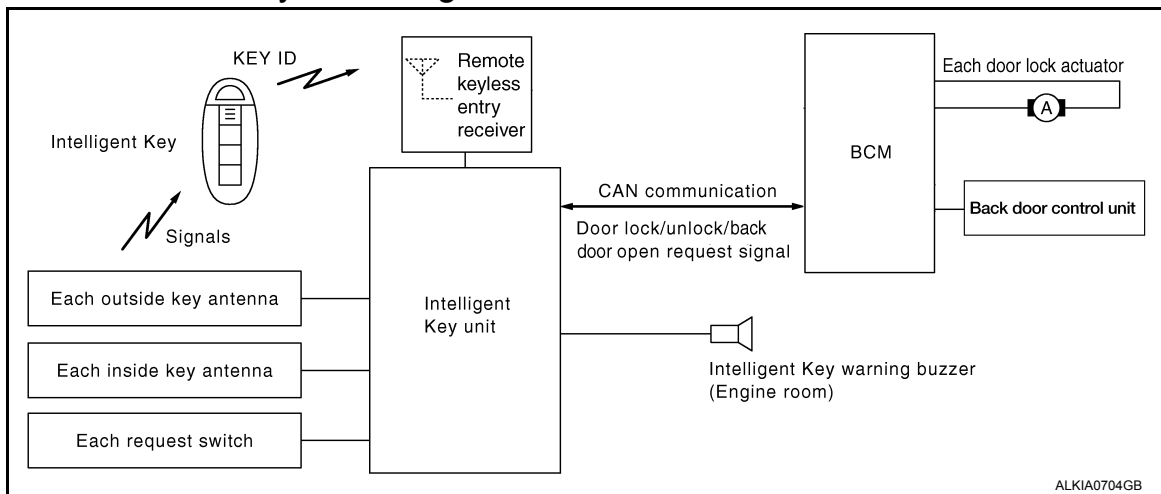 KEY ID
Intelligent Key
Signals
Remote
keyless
entry
receiver
Each outside key antenna
Each inside key antenna
Each request switch
Intelligent
Key unit
CAN communication
Door lock/unlock/back
door open request signal
BCM
Each door lock actuator
A
Back door control unit
Intelligent Key warning buzzer
(Engine room)
ALKIA0704GB